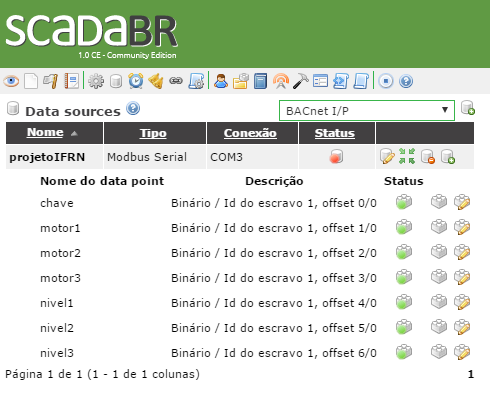 SCADABR
1.0 CE - Community Edition
Data sources
BACnet I/P
Nome Tipo Conexão Status
projetoIFRN Modbus Serial COM3
Nome do data point Descrição Status
chave Binário / Id do escravo 1, offset 0/0
motor1 Binário / Id do escravo 1, offset 1/0
motor2 Binário / Id do escravo 1, offset 2/0
motor3 Binário / Id do escravo 1, offset 3/0
nivel1 Binário / Id do escravo 1, offset 4/0
nivel2 Binário / Id do escravo 1, offset 5/0
nivel3 Binário / Id do escravo 1, offset 6/0
Página 1 de 1 (1 - 1 de 1 colunas) 1